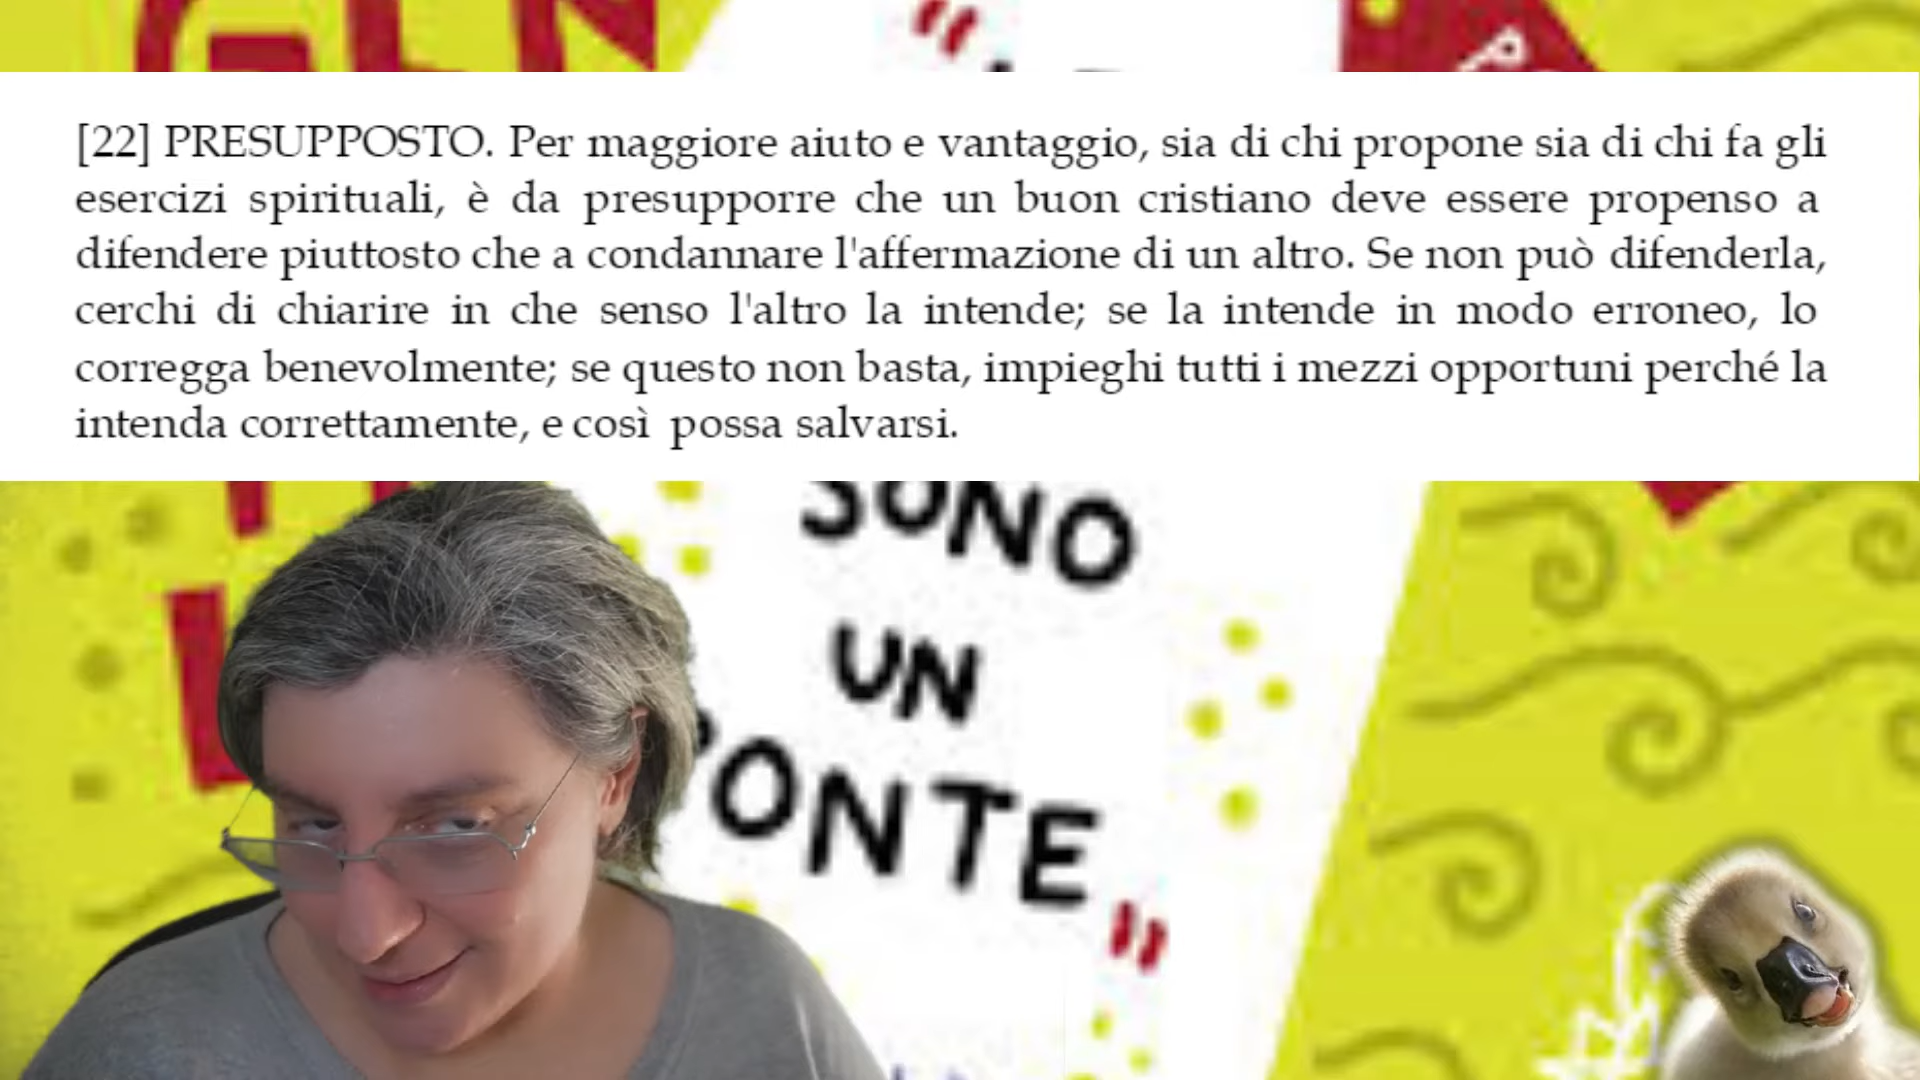 [22] PRESUPPOSTO. Per maggiore aiuto e vantaggio, sia di chi propone sia di chi fa gli
esercizi spirituali, è da presupporre che un buon cristiano deve essere propenso a
difendere piuttosto che a condannare l'affermazione di un altro. Se non può difenderla,
cerchi di chiarire in che senso l'altro la intende; se la intende in modo erroneo, lo
corregga benevolmente; se questo non basta, impieghi tutti i mezzi opportuni perché la
intenda correttamente, e così possa salvarsi.
SONO
UN
PONTE"